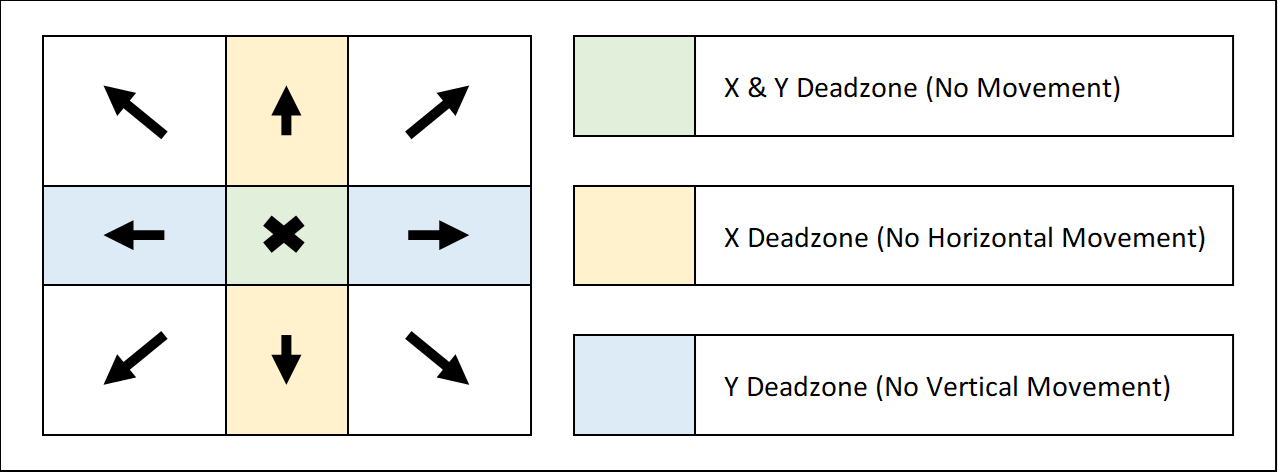 X & Y Deadzone (No Movement)
X Deadzone (No Horizontal Movement)
Y Deadzone (No Vertical Movement)